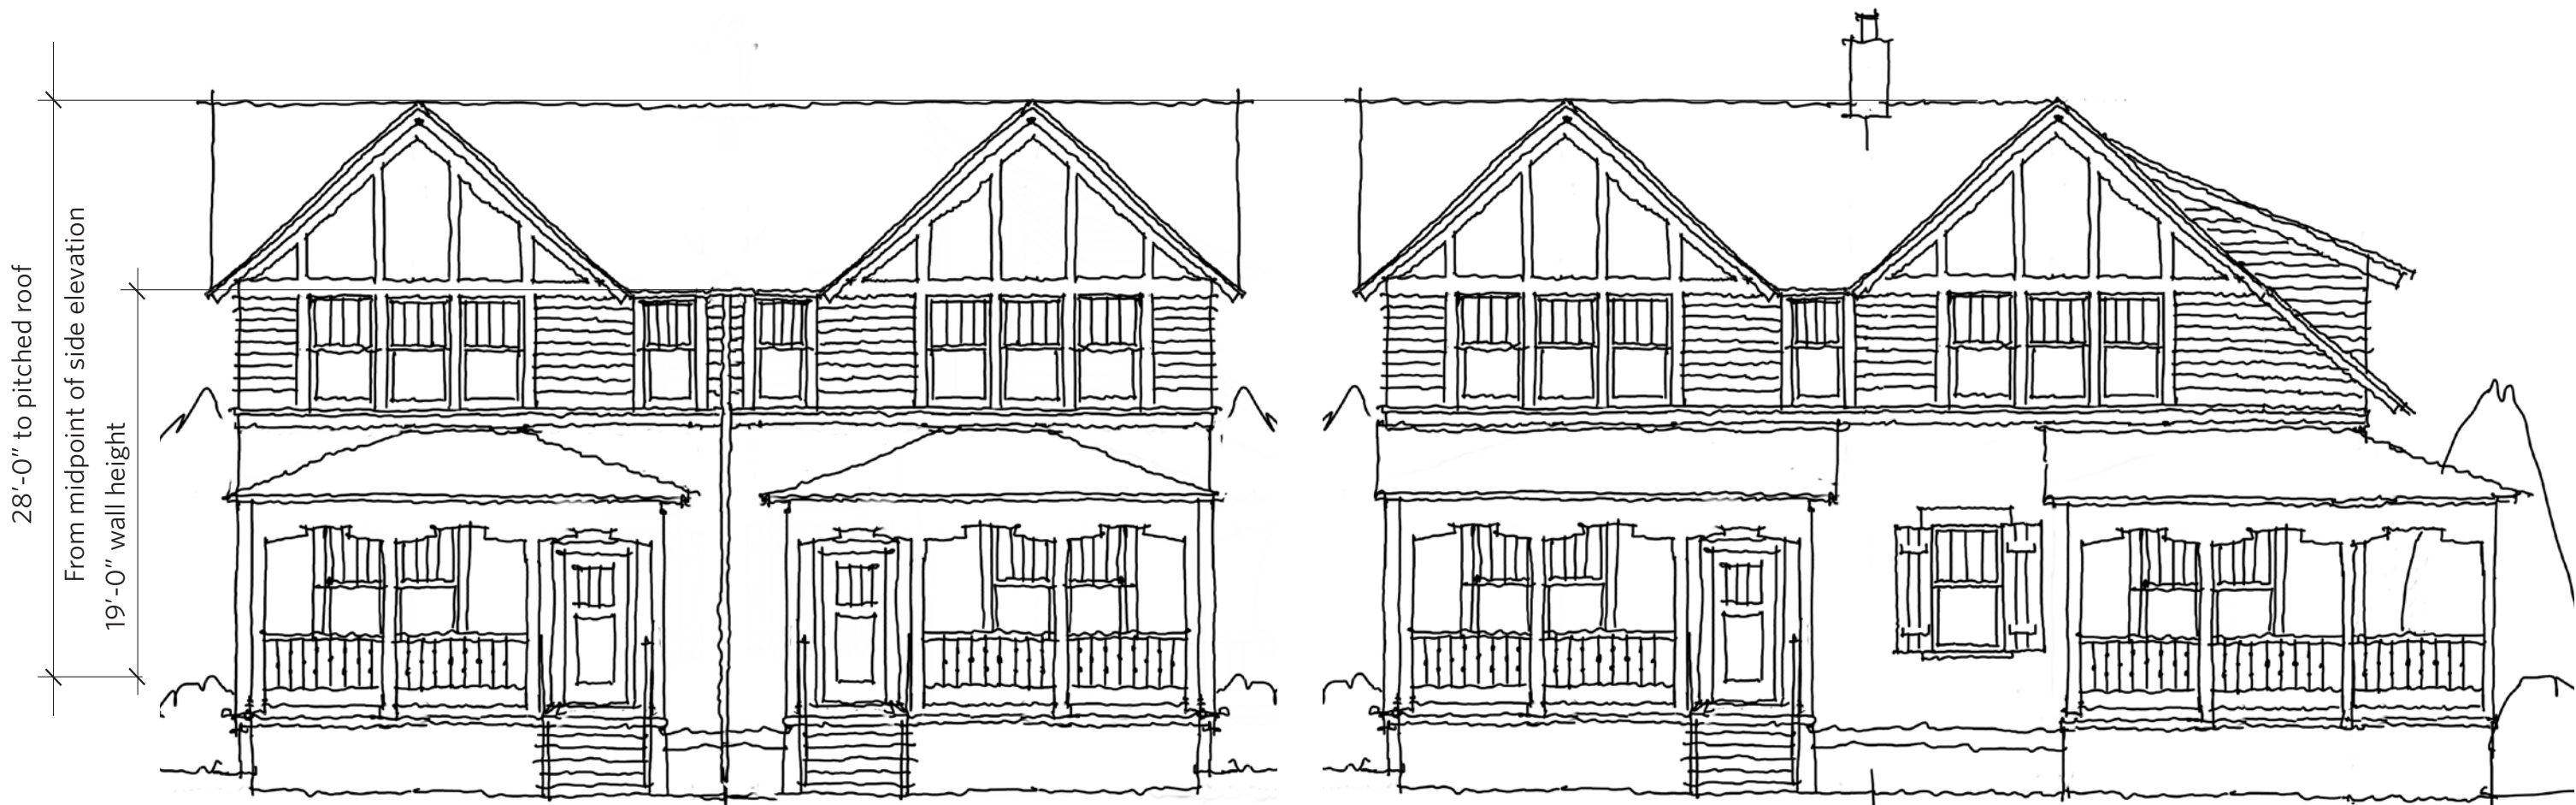 28'-0" to pitched roof
From midpoint of side elevation
19'-0" wall height